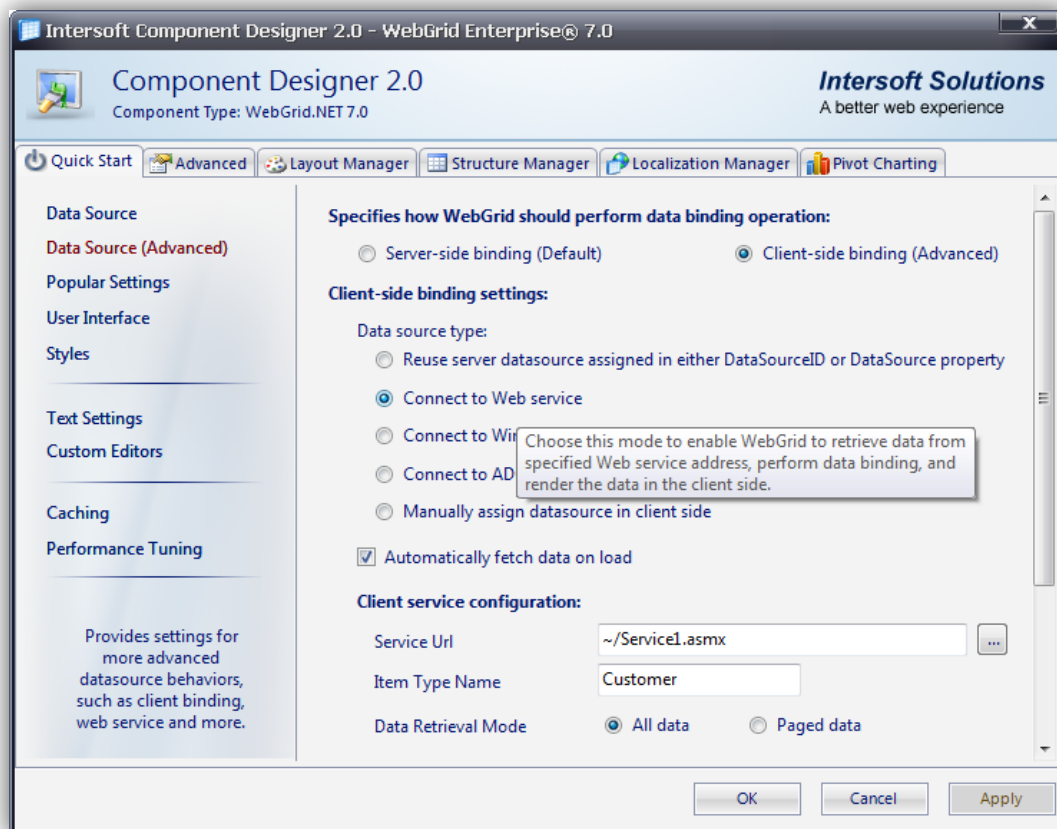 Intersoft Component Designer 2.0 - WebGrid Enterprise® 7.0
Component Designer 2.0
Component Type: WebGrid.NET 7.0
Intersoft Solutions
A better web experience
Quick Start
Advanced
Layout Manager
Structure Manager
Localization Manager
Pivot Charting
Data Source
Data Source (Advanced)
Popular Settings
User Interface
Styles
Text Settings
Custom Editors
Caching
Performance Tuning
Provides settings for
more advanced
datasource behaviors,
such as client binding,
web service and more.
Specifies how WebGrid should perform data binding operation:
Server-side binding (Default)
Client-side binding (Advanced)
Client-side binding settings:
Data source type:
Reuse server datasource assigned in either DataSourceID or DataSource property
Connect to Web service
Connect to
Choose this mode to enable WebGrid to retrieve data from
specified Web service address, perform data binding, and
render the data in the client side.
Connect to
Manually assign datasource in client side
Automatically fetch data on load
Client service configuration:
Service Url
~/Service1.asmx
...
Item Type Name
Customer
Data Retrieval Mode
All data
Paged data
OK
Cancel
Apply